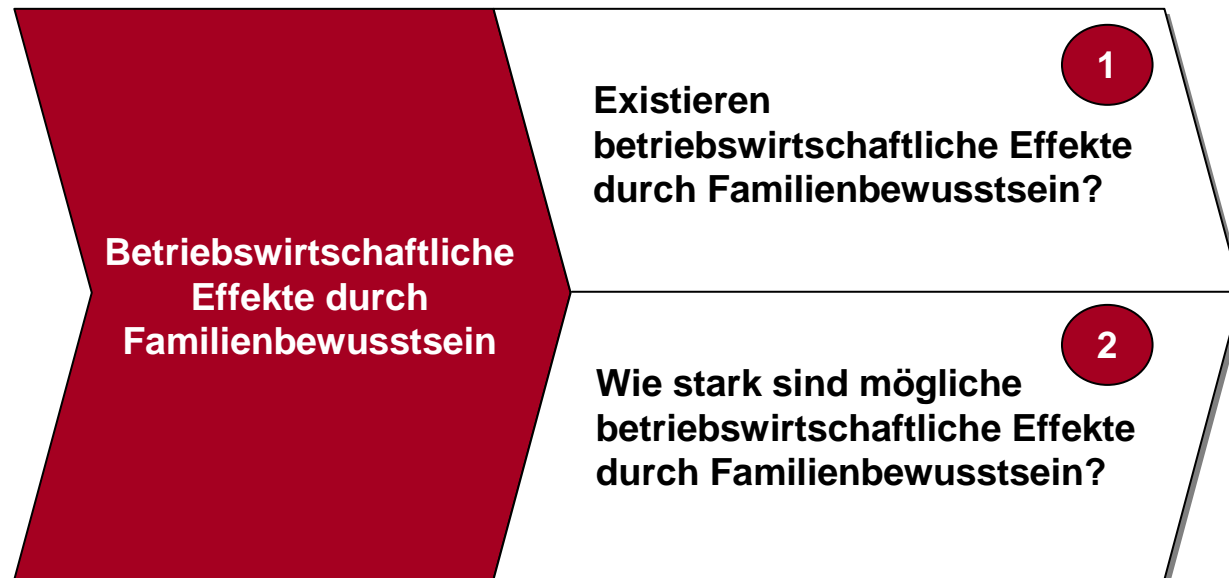 Betriebswirtschaftliche
Effekte durch
Familienbewusstsein
1
Existieren
betriebswirtschaftliche Effekte
durch Familienbewusstsein?
2
Wie stark sind mögliche
betriebswirtschaftliche Effekte
durch Familienbewusstsein?